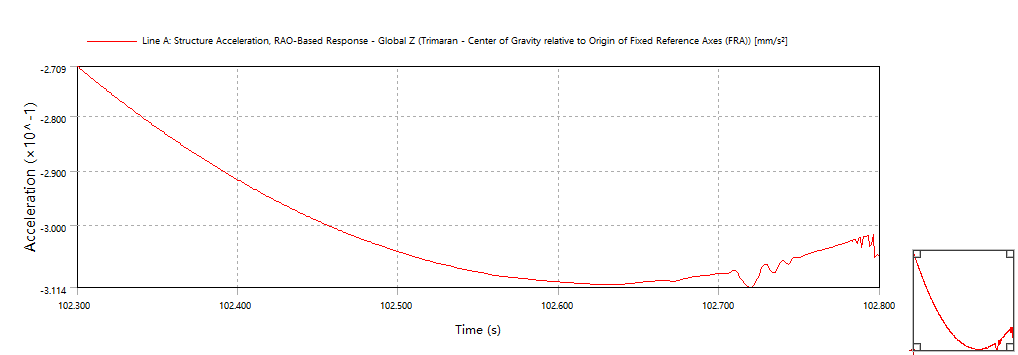 Line A: Structure Acceleration, RAO-Based Response - Global Z (Trimaran - Center of Gravity relative to Origin of Fixed Reference Axes (FRA)) [mm/s²]
Acceleration (×10^-1)
-2.709
-2.800
-2.900
-3.000
-3.114
102.300 102.400 102.500 102.600 102.700 102.800
Time (s)